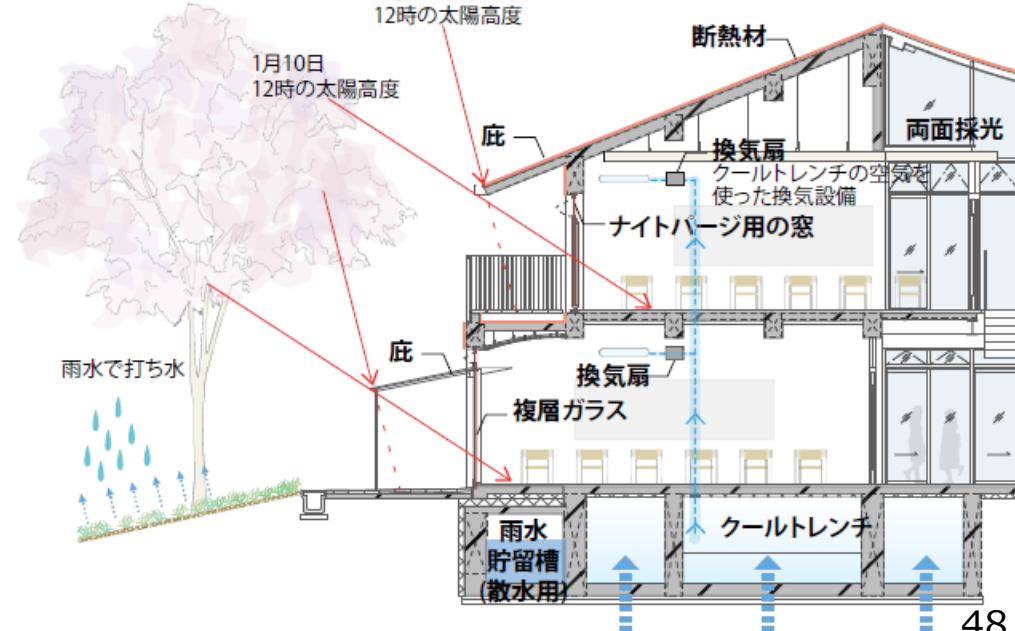 12時の太陽高度
断熱材
1月10日
12時の太陽高度
庇
両面採光
換気扇
クールトレンチの空気を
使った換気設備
ナイトパージ用の窓
庇
雨水で打ち水
換気扇
複層ガラス
雨水
貯留槽
(散水用)
クールトレンチ
48